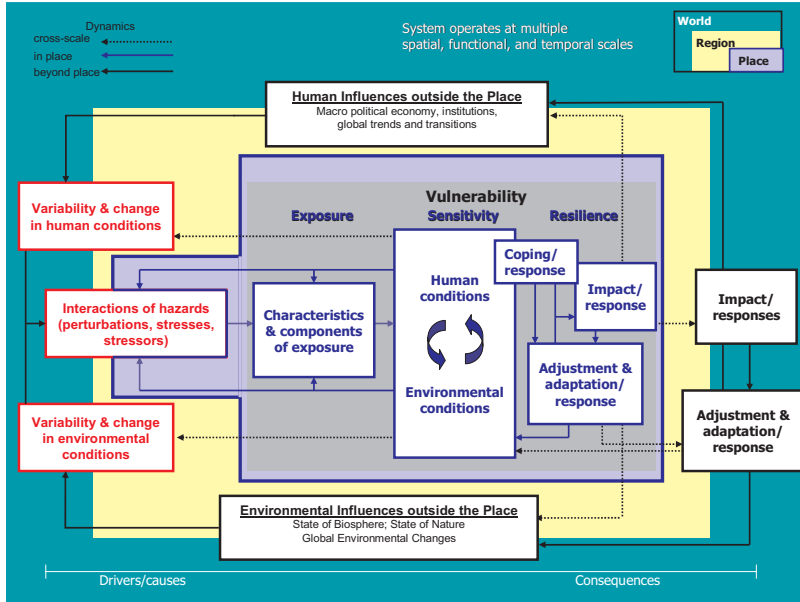 Dynamics
cross-scale
in place
beyond place
System operates at multiple
spatial, functional, and temporal scales
World
Region
Place
Human Influences outside the Place
Macro political economy, institutions,
global trends and transitions
Vulnerability
Exposure
Sensitivity
Resilience
Variability & change
in human conditions
Interactions of hazards
(perturbations, stresses,
stressors)
Variability & change
in environmental
conditions
Characteristics
& components
of exposure
Human
conditions
Environmental
conditions
Coping/
response
Impact/
response
Adjustment &
adaptation/
response
Impact/
responses
Adjustment &
adaptation/
response
Environmental Influences outside the Place
State of Biosphere; State of Nature
Global Environmental Changes
Drivers/causes
Consequences